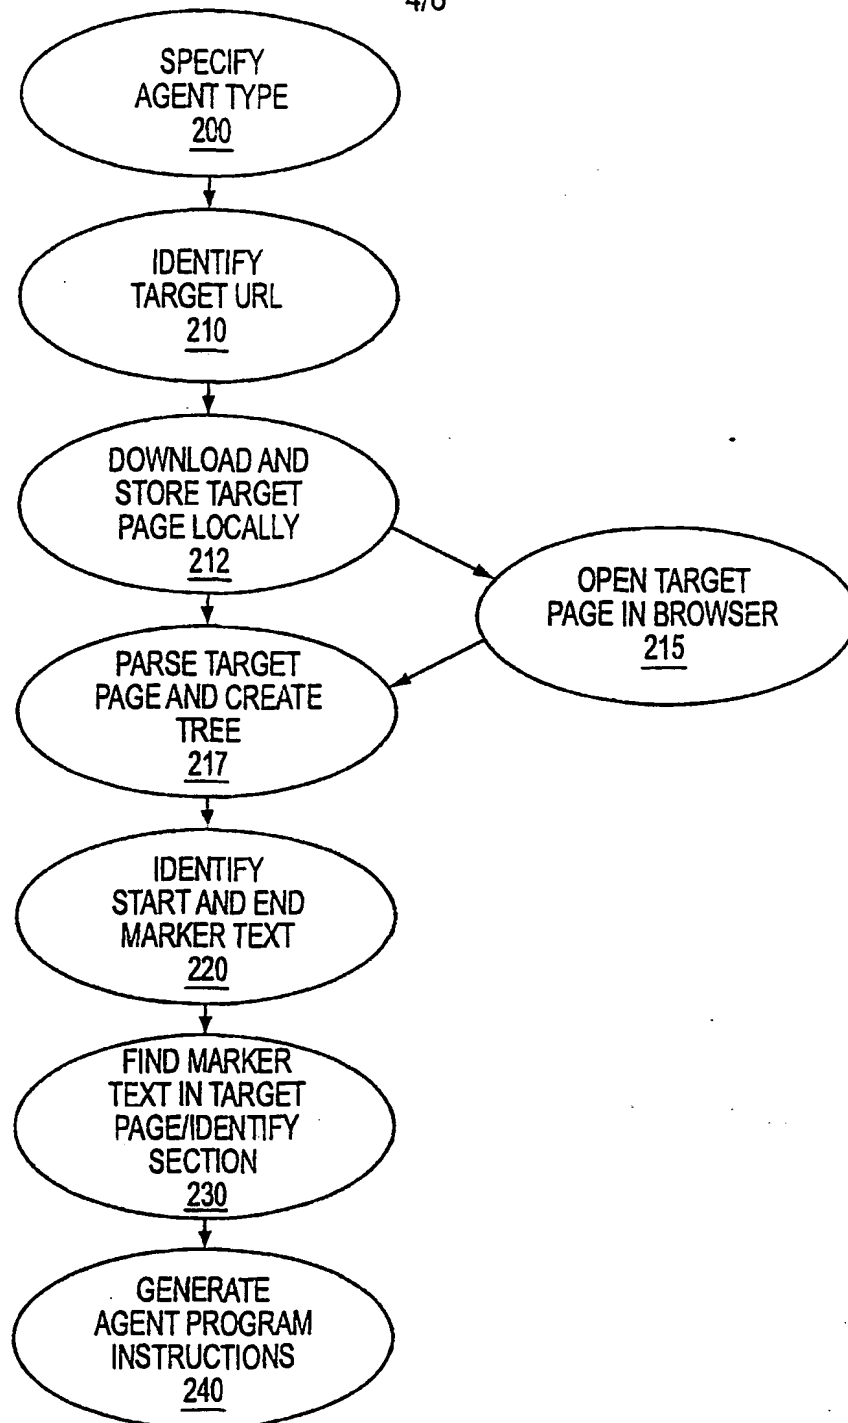 4/6
SPECIFY
AGENT TYPE
200
IDENTIFY
TARGET URL
210
DOWNLOAD AND
STORE TARGET
PAGE LOCALLY
212
OPEN TARGET
PAGE IN BROWSER
215
PARSE TARGET
PAGE AND CREATE
TREE
217
IDENTIFY
START AND END
MARKER TEXT
220
FIND MARKER
TEXT IN TARGET
PAGE/IDENTIFY
SECTION
230
GENERATE
AGENT PROGRAM
INSTRUCTIONS
240